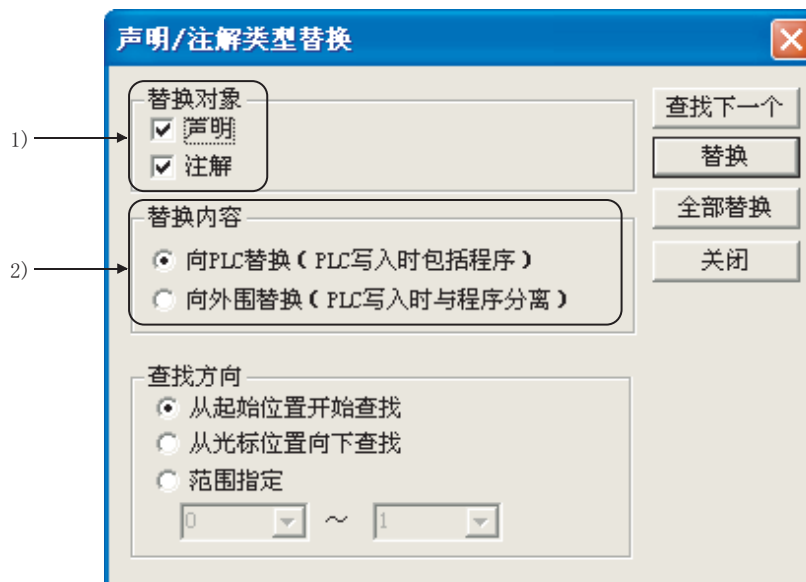 声明/注解类型替换
替换对象
声明
注解
1)
查找下一个
替换
全部替换
关闭
替换内容
向PLC替换(PLC写入时包括程序)
向外围替换(PLC写入时与程序分离)
2)
查找方向
从起始位置开始查找
从光标位置向下查找
范围指定
0 ～ 1